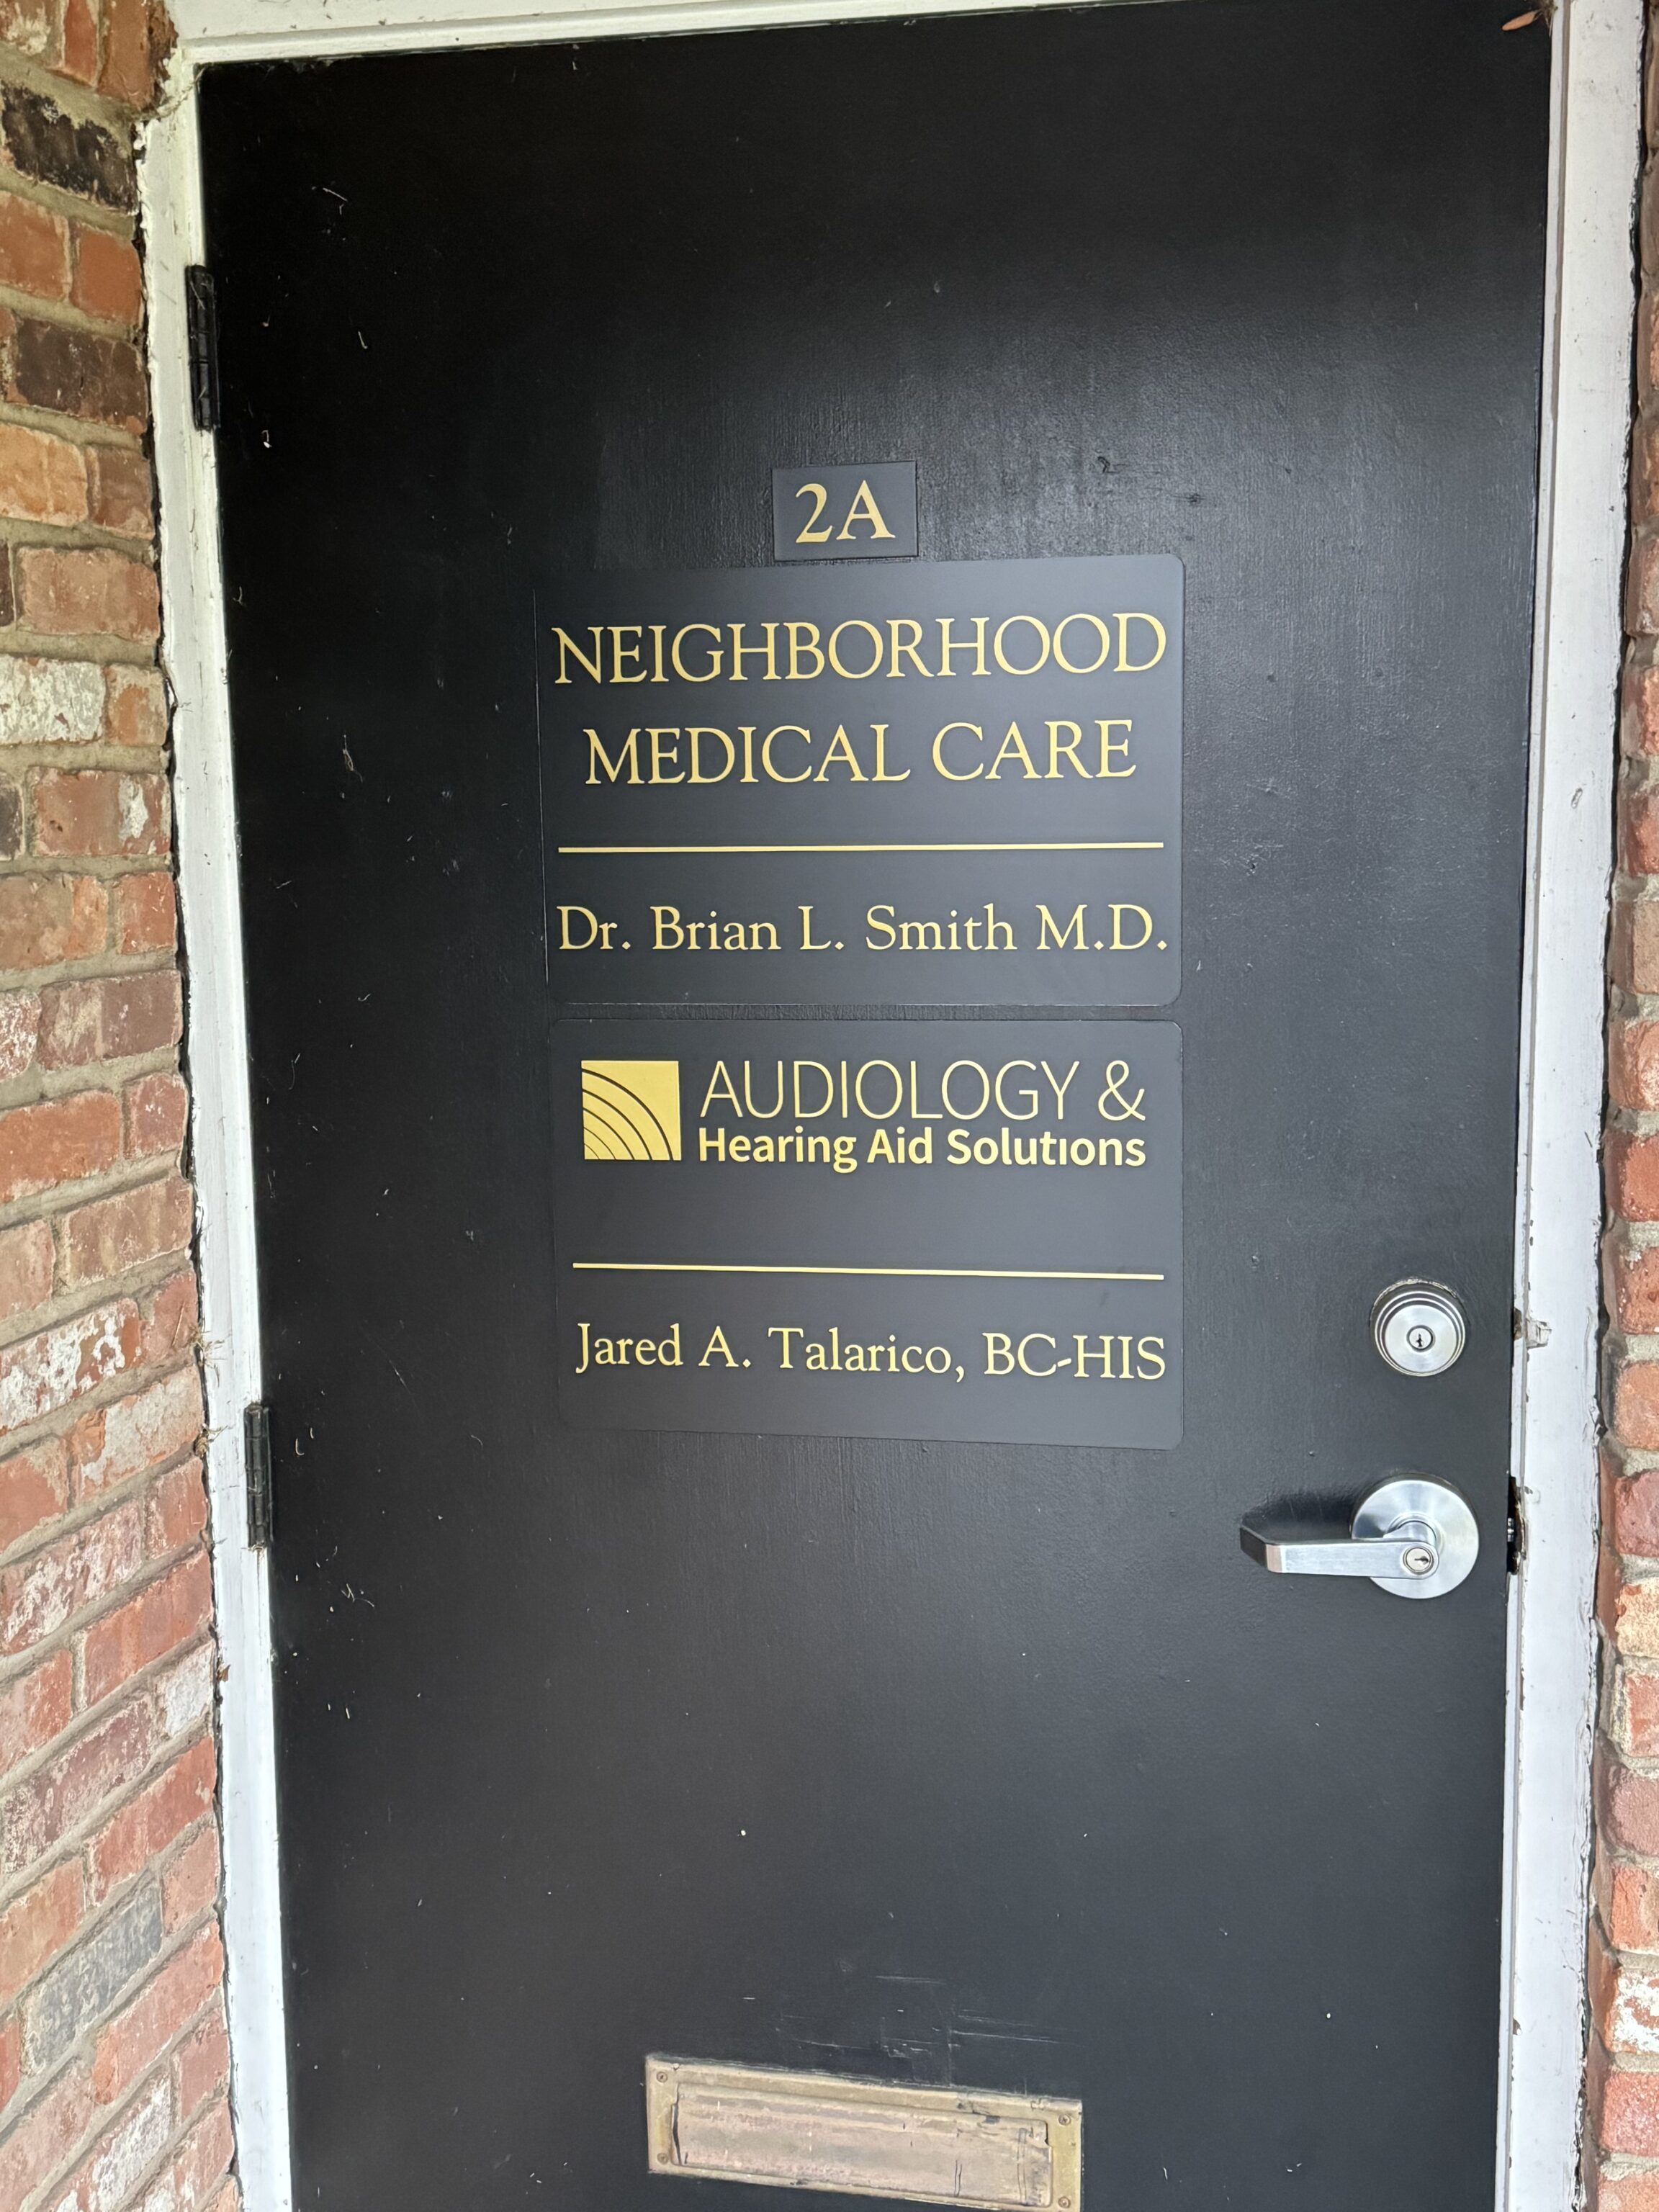 2A
NEIGHBORHOOD
MEDICAL CARE
Dr. Brian L. Smith M.D.
AUDIOLOGY &
Hearing Aid Solutions
Jared A. Talarico, BC-HIS